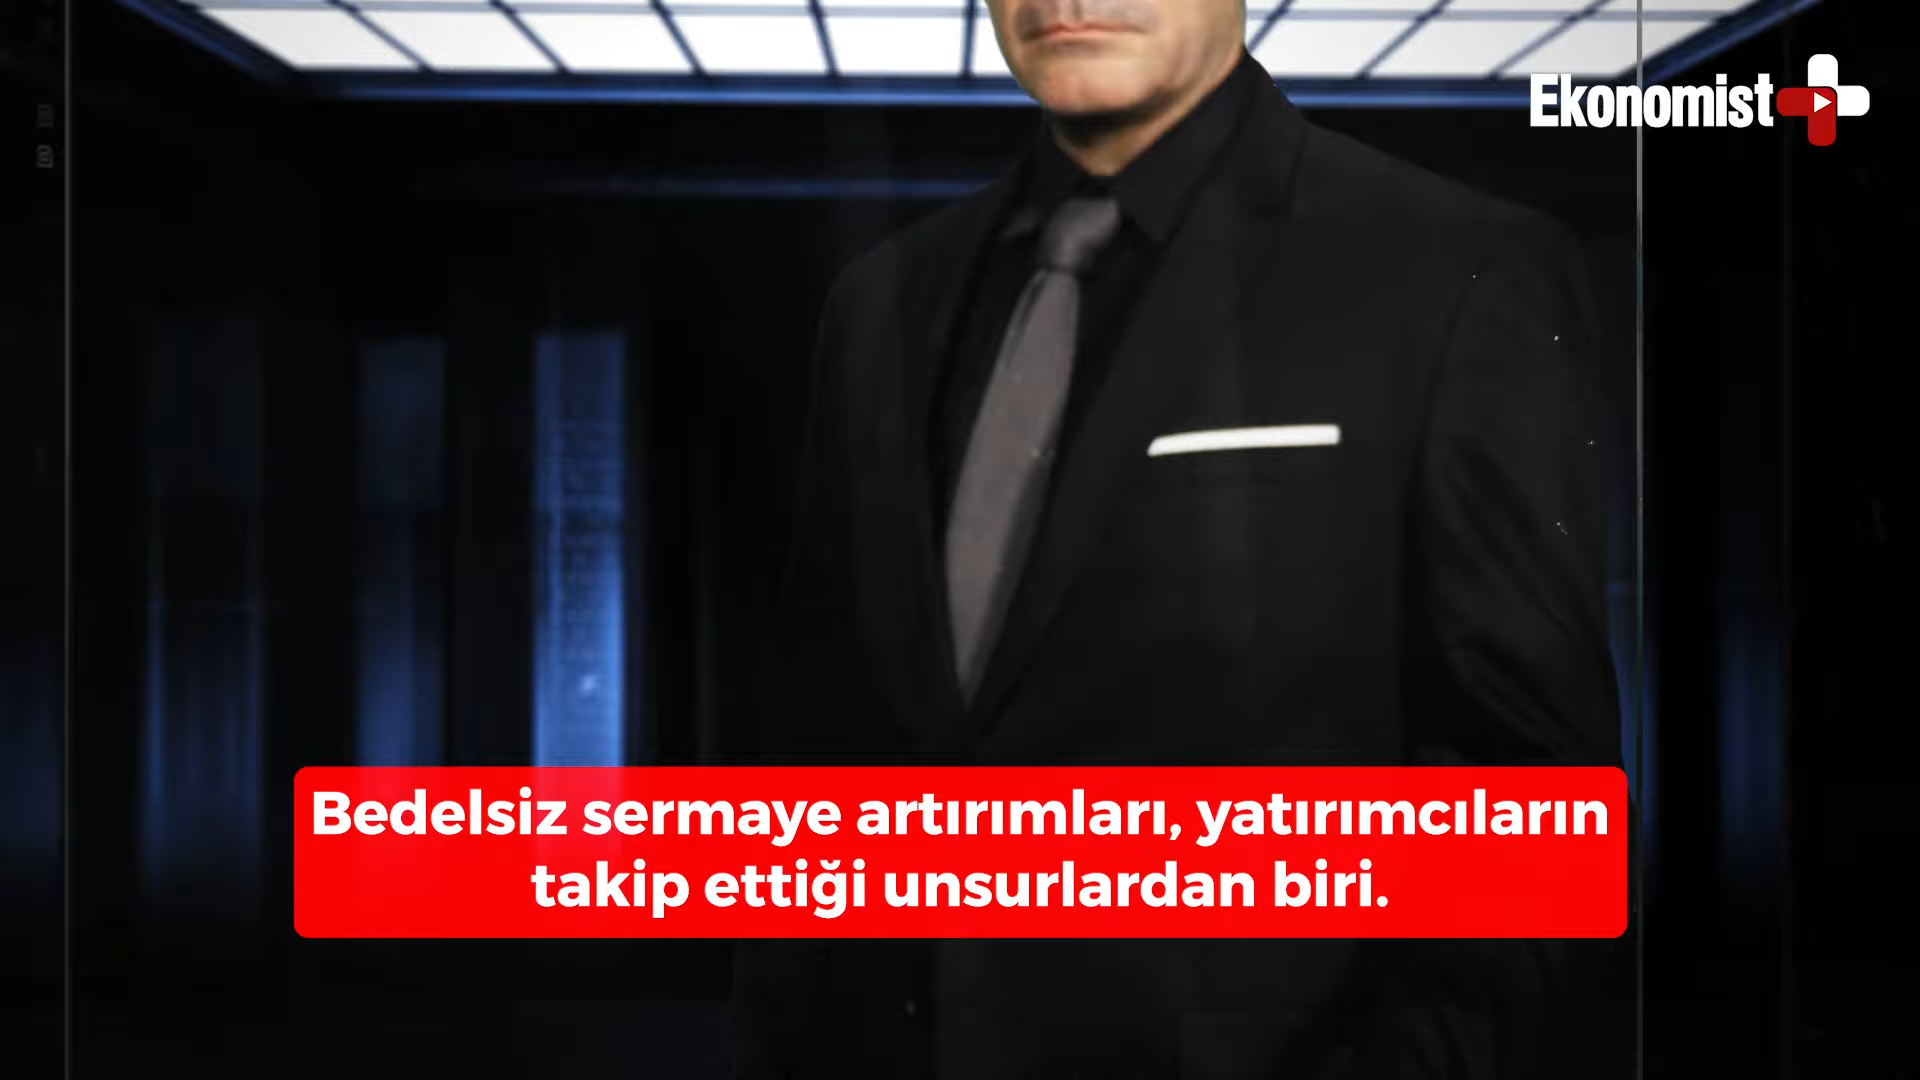 Ekonomist
Bedelsiz sermaye artırımları, yatırımcıların
takip ettiği unsurlardan biri.